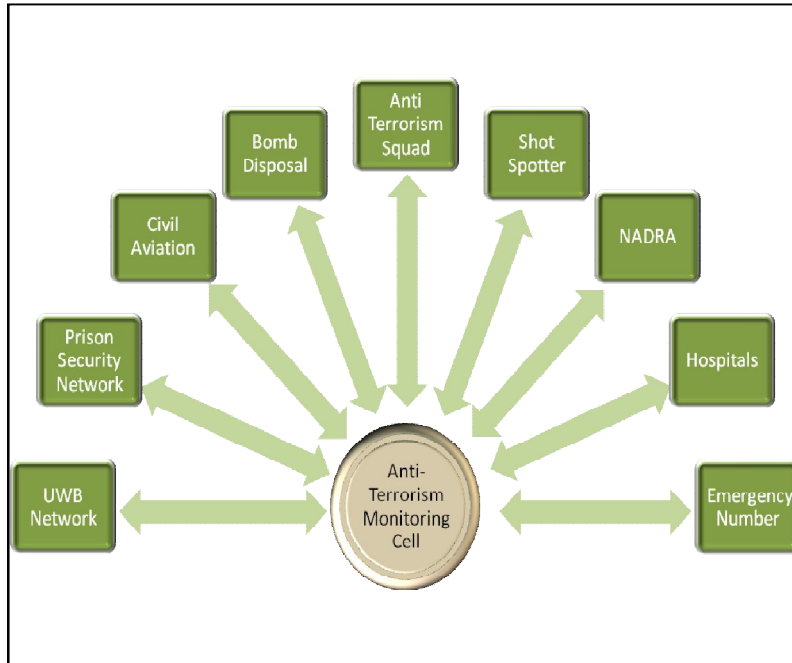 Anti
Terrorism
Squad
Bomb
Disposal
Shot
Spotter
Civil
Aviation
NADRA
Prison
Security
Network
Hospitals
UWB
Network
Anti-
Terrorism
Monitoring
Cell
Emergency
Number